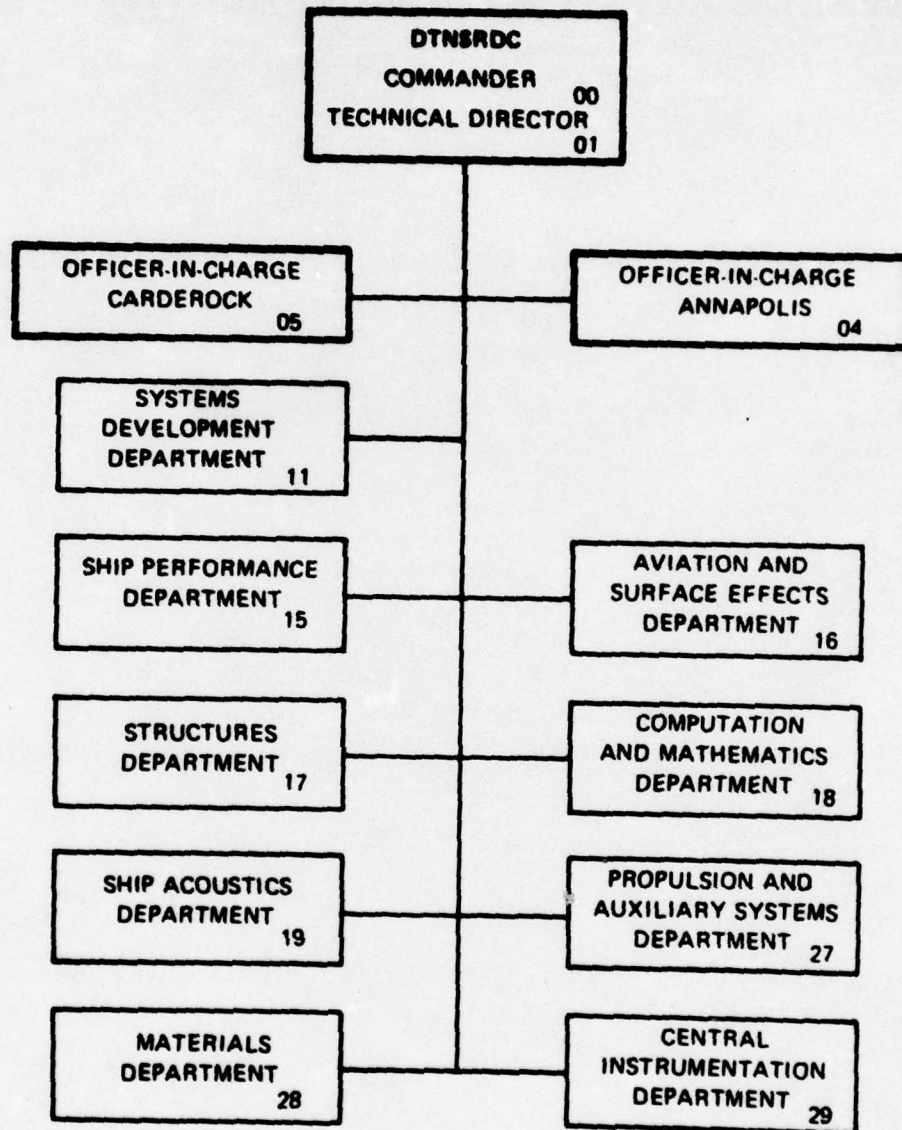 DTNSRDC
COMMANDER
00
TECHNICAL DIRECTOR
01
OFFICER-IN-CHARGE
CARDEROCK
05
OFFICER-IN-CHARGE
ANNAPOLIS
04
SYSTEMS
DEVELOPMENT
DEPARTMENT
11
SHIP PERFORMANCE
DEPARTMENT
15
AVIATION AND
SURFACE EFFECTS
DEPARTMENT
16
STRUCTURES
DEPARTMENT
17
COMPUTATION
AND MATHEMATICS
DEPARTMENT
18
SHIP ACOUSTICS
DEPARTMENT
19
PROPULSION AND
AUXILIARY SYSTEMS
DEPARTMENT
27
MATERIALS
DEPARTMENT
28
CENTRAL
INSTRUMENTATION
DEPARTMENT
29